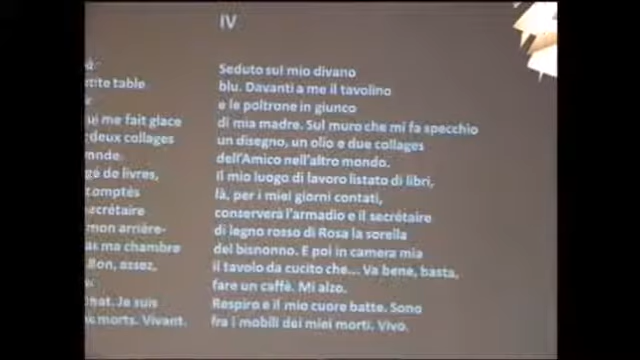 IV
Seduto sul mio divano
blu. Davanti a me il tavolino
e le poltrone in giunco
di mia madre. Sul muro che mi fa specchio
un disegno, un olio e due collages
dell'Amico nell'altro mondo.
Il mio luogo di lavoro listato di libri,
là, per i miei giorni contati,
conserverà l'armadio e il secrétaire
di legno rosso di Rosa la sorella
del bisnonno. E poi in camera mia
il tavolo da cucito che... Va bene, basta,
fare un caffè. Mi alzo.
Respiro e il mio cuore batte. Sono
fra i mobili dei miei morti. Vivo.
table
me fait glace
deux collages
de livres,
comptés
secrétaire
mon arrière-
ma chambre
Bon, assez,
Je suis
morts. Vivant.